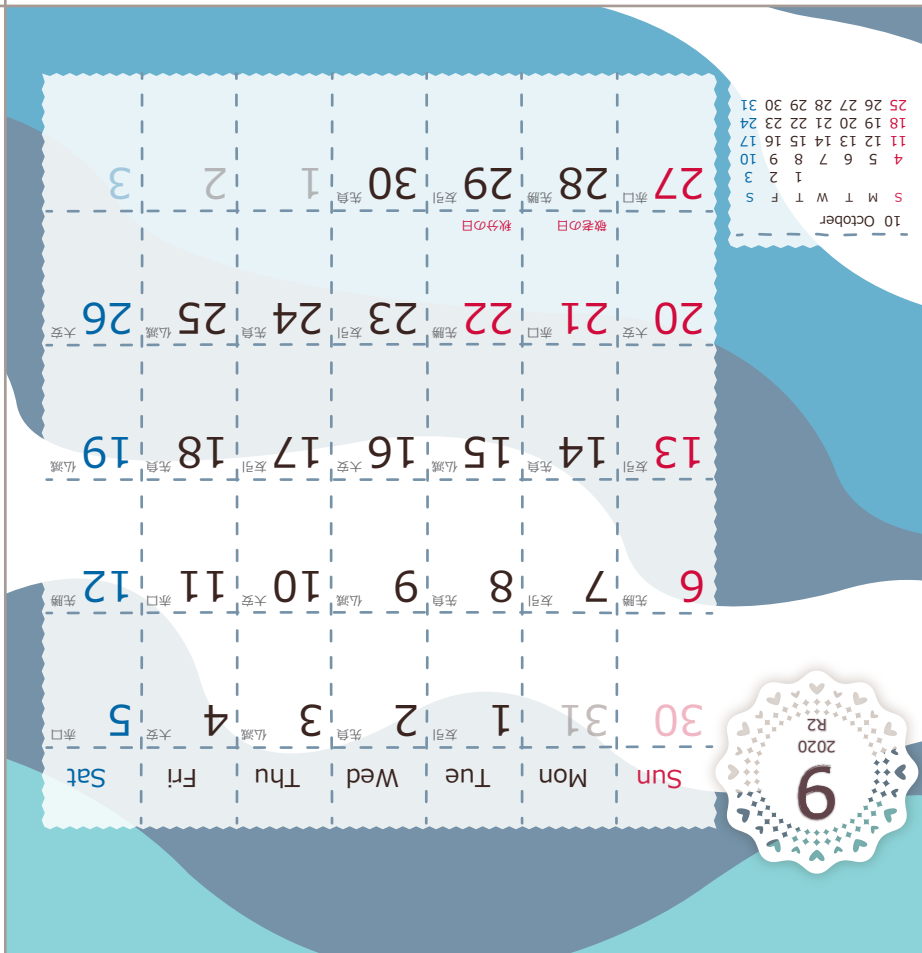 9
2020
R2
Sun Mon Tue Wed Thu Fri Sat
30 31 1 友引 2 先負 3 仏滅 4 大安 5 赤口
6 先勝 7 友引 8 先負 9 仏滅 10 大安 11 赤口 12 先勝
13 友引 14 先負 15 仏滅 16 大安 17 友引 18 先負 19 仏滅
20 大安 21 赤口 22 先勝 23 友引 24 先負 25 仏滅 26 大安
敬老の日 秋分の日
27 赤口 28 先勝 29 友引 30 先負 1 2 3
10 October
S M T W T F S
1 2 3
4 5 6 7 8 9 10
11 12 13 14 15 16 17
18 19 20 21 22 23 24
25 26 27 28 29 30 31